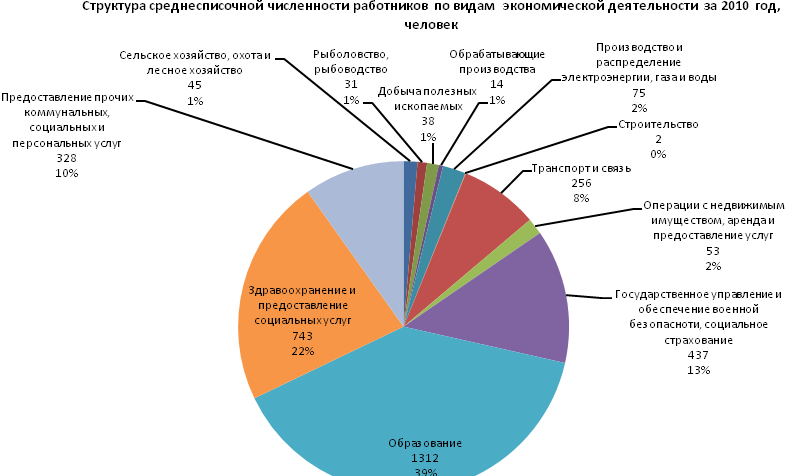 Структура среднесписочной численности работников по видам экономической деятельности за 2010 год,
человек
Сельское хозяйство, охота и
лесное хозяйство
45
1%
Рыболовство,
рыбоводство
31
1%
Добыча полезных
ископаемых
38
1%
Обрабатывающие
производства
14
1%
Производство и
распределение
электроэнергии, газа и воды
75
2%
Строительство
2
0%
Транспорт и связь
256
8%
Операции с недвижимым
имуществом, аренда и
предоставление услуг
53
2%
Государственное управление и
обеспечение военной
безопасноти, социальное
страхование
437
13%
Образование
1312
39%
Здравоохранение и
предоставление
социальных услуг
743
22%
Предоставление прочих
коммунальных,
социальных и
персональных услуг
328
10%